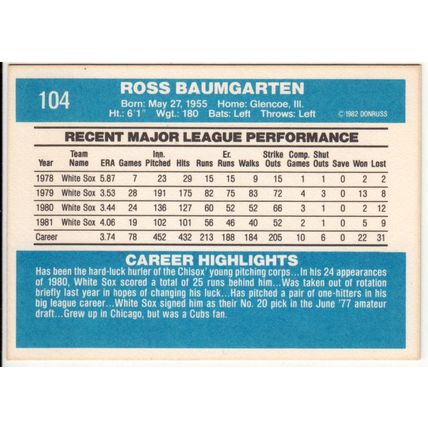 104
ROSS BAUMGARTEN
Born: May 27, 1955 Home: Glencoe, Ill.
Ht.: 6'1" Wgt.: 180 Bats: Left Throws: Left
©1982 DONRUSS
RECENT MAJOR LEAGUE PERFORMANCE
Year Team Name ERA Games Inn. Pitched Hits Runs Er. Runs Walks Strike Outs Comp. Games Shut Outs Save Won Lost
1978 White Sox 5.87 7 23 29 15 15 9 15 1 1 0 2 2
1979 White Sox 3.53 28 191 175 82 75 83 72 4 3 0 13 8
1980 White Sox 3.44 24 136 127 60 52 52 66 3 1 0 2 12
1981 White Sox 4.06 19 102 101 56 46 40 52 2 1 0 5 9
Career 3.74 78 452 432 213 188 184 205 10 6 0 22 31
CAREER HIGHLIGHTS
Has been the hard-luck hurler of the Chisox' young pitching corps...In his 24 appearances
of 1980, White Sox scored a total of 25 runs behind him...Was taken out of rotation
briefly last year in hopes of changing his luck...Has pitched a pair of one-hitters in his
big league career...White Sox signed him as their No. 20 pick in the June '77 amateur
draft...Grew up in Chicago, but was a Cubs fan.